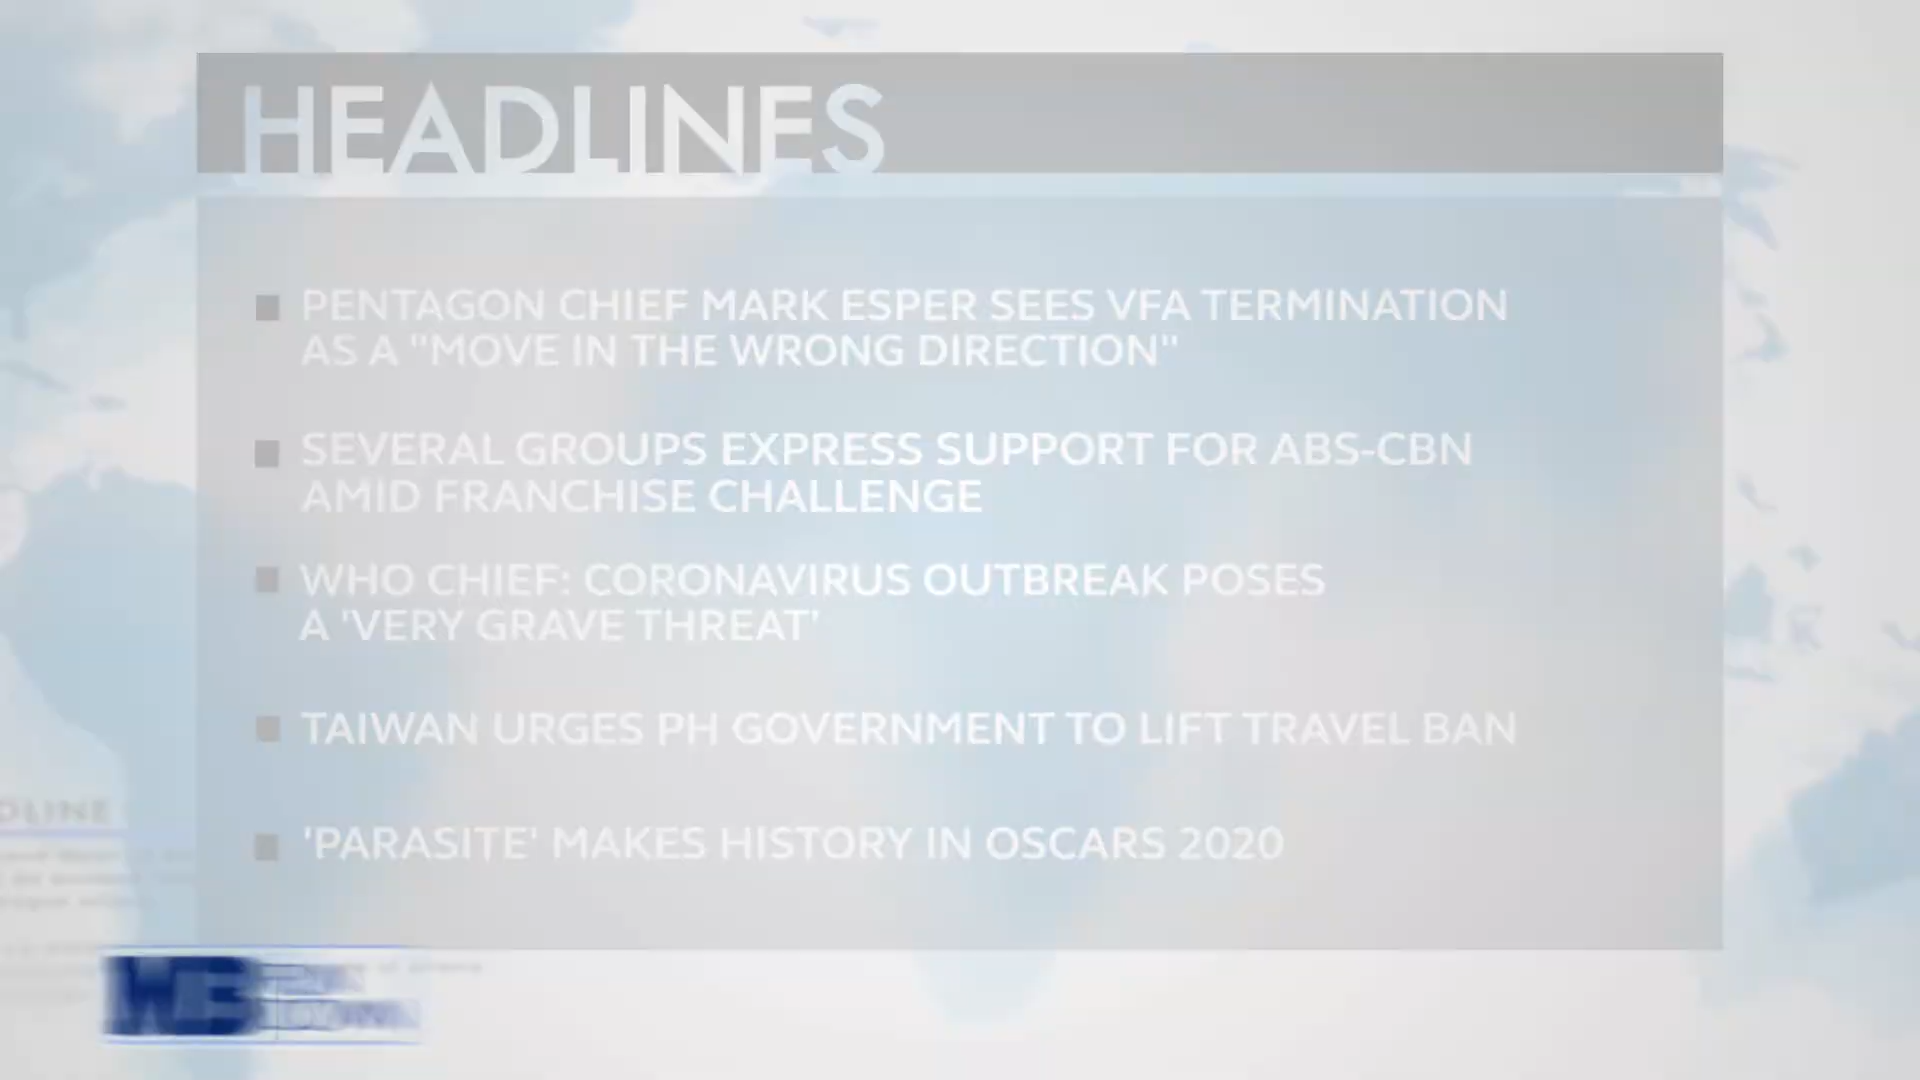 HEADLINES
PENTAGON CHIEF MARK ESPER SEES VFA TERMINATION
AS A "MOVE IN THE WRONG DIRECTION"
SEVERAL GROUPS EXPRESS SUPPORT FOR ABS-CBN
AMID FRANCHISE CHALLENGE
WHO CHIEF: CORONAVIRUS OUTBREAK POSES
A 'VERY GRAVE THREAT'
TAIWAN URGES PH GOVERNMENT TO LIFT TRAVEL BAN
'PARASITE' MAKES HISTORY IN OSCARS 2020
DLINE